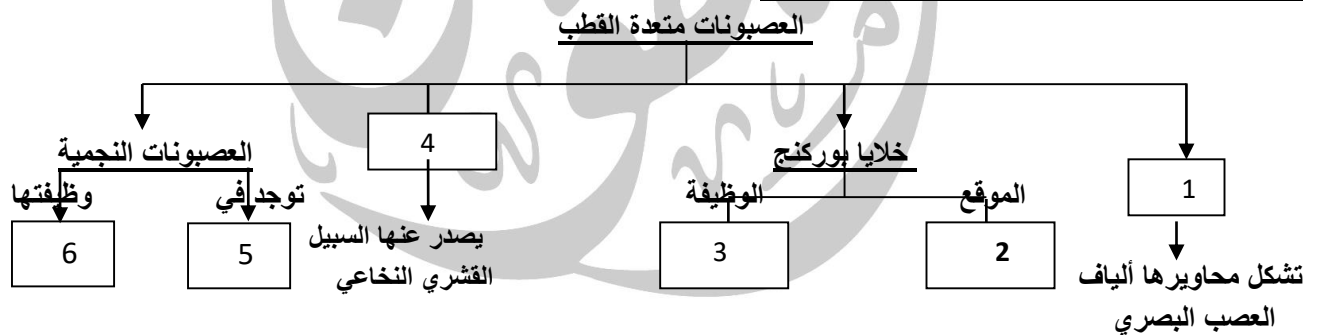 العصبونات متعدة القطب
1
تشكل محاويرها ألياف
العصب البصري
خلايا بوركنج
الموقع
2
الوظيفة
3
4
يصدر عنها السبيل
القشري النخاعي
العصبونات النجمية
توجد في
5
وظيفتها
6